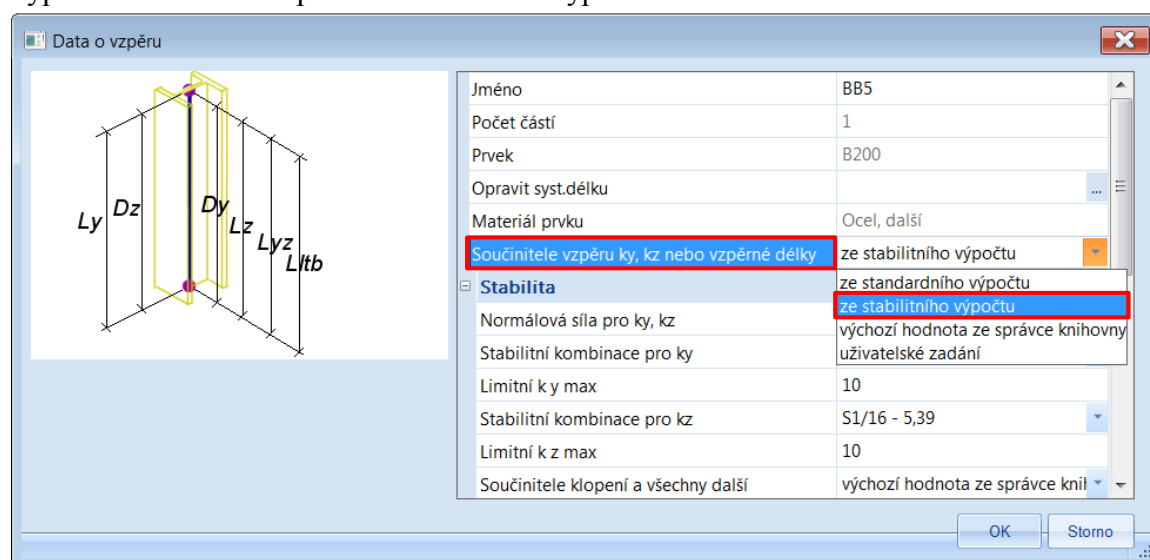 Data o vzpěru
Ly
Dz
Dy
Lz
Lyz
Lltb
Jméno BB5
Počet částí 1
Prvek B200
Opravit syst.délku ...
Materiál prvku Ocel, další
Součinitele vzpěru ky, kz nebo vzpěrné délky ze stabilitního výpočtu
ze standardního výpočtu
ze stabilitního výpočtu
výchozí hodnota ze správce knihovny
uživatelské zadání
Stabilita
Normálová síla pro ky, kz
Stabilitní kombinace pro ky
Limitní k y max 10
Stabilitní kombinace pro kz S1/16 - 5,39
Limitní k z max 10
Součinitele klopení a všechny další výchozí hodnota ze správce knih
OK Storno